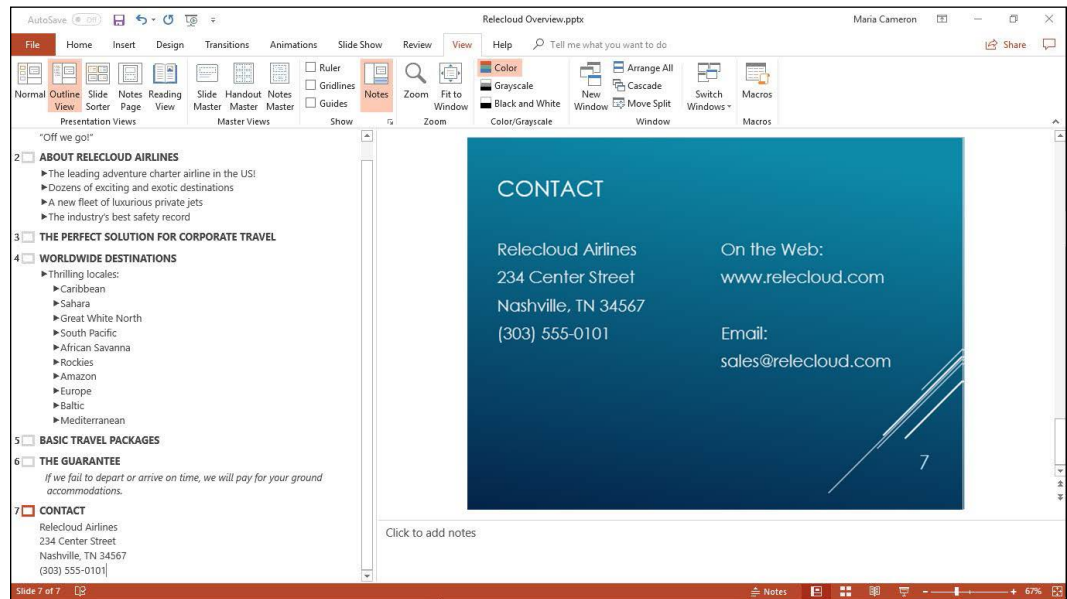 AutoSave Off
Relecloud Overview.pptx
Maria Cameron
File Home Insert Design Transitions Animations Slide Show Review View Help Tell me what you want to do Share
Normal Outline View Slide Sorter Notes Page Reading View
Presentation Views
Slide Master Handout Master Notes Master
Master Views
Ruler
Gridlines
Guides
Show
Notes
Zoom Fit to Window
Zoom
Color
Grayscale
Black and White
Color/Grayscale
New Window
Arrange All
Cascade
Move Split
Switch Windows
Window
Macros
Macros
"Off we go!"
2 ABOUT RELECLOUD AIRLINES
The leading adventure charter airline in the US!
Dozens of exciting and exotic destinations
A new fleet of luxurious private jets
The industry's best safety record
3 THE PERFECT SOLUTION FOR CORPORATE TRAVEL
4 WORLDWIDE DESTINATIONS
Thrilling locales:
Caribbean
Sahara
Great White North
South Pacific
African Savanna
Rockies
Amazon
Europe
Baltic
Mediterranean
5 BASIC TRAVEL PACKAGES
6 THE GUARANTEE
If we fail to depart or arrive on time, we will pay for your ground
accommodations.
7 CONTACT
Relecloud Airlines
234 Center Street
Nashville, TN 34567
(303) 555-0101
CONTACT
Relecloud Airlines
234 Center Street
Nashville, TN 34567
(303) 555-0101
On the Web:
www.relecloud.com
Email:
sales@relecloud.com
7
Click to add notes
Slide 7 of 7
Notes
67%